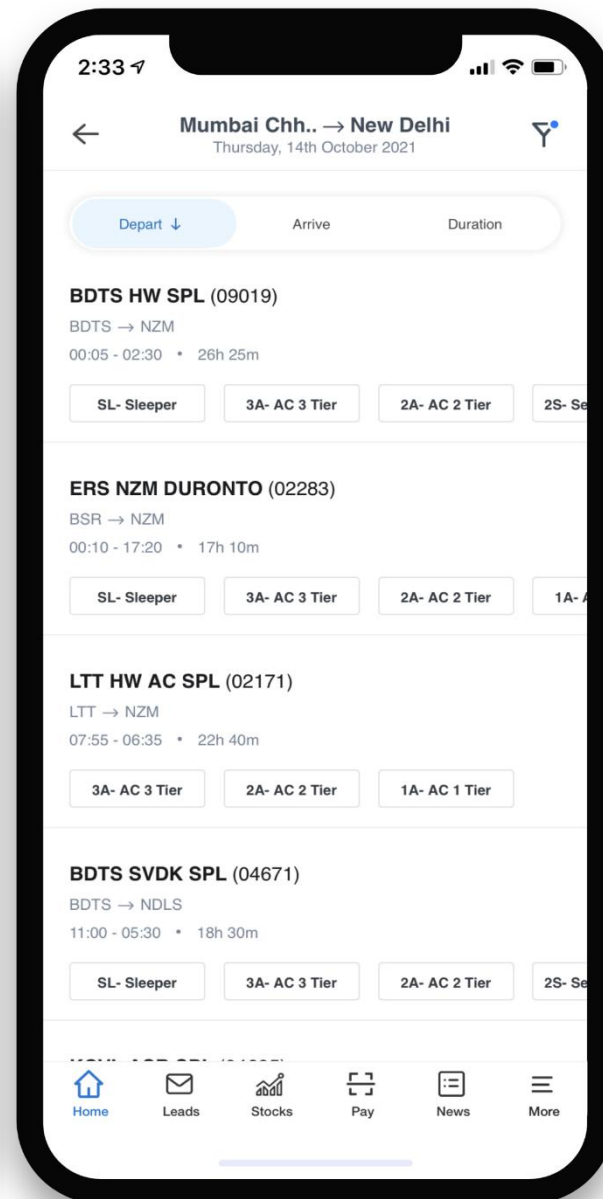 2:33
Mumbai Chh.. → New Delhi
Thursday, 14th October 2021
Depart ↓ Arrive Duration
BDTS HW SPL (09019)
BDTS → NZM
00:05 - 02:30 • 26h 25m
SL- Sleeper 3A- AC 3 Tier 2A- AC 2 Tier 2S- Se
ERS NZM DURONTO (02283)
BSR → NZM
00:10 - 17:20 • 17h 10m
SL- Sleeper 3A- AC 3 Tier 2A- AC 2 Tier 1A- A
LTT HW AC SPL (02171)
LTT → NZM
07:55 - 06:35 • 22h 40m
3A- AC 3 Tier 2A- AC 2 Tier 1A- AC 1 Tier
BDTS SVDK SPL (04671)
BDTS → NDLS
11:00 - 05:30 • 18h 30m
SL- Sleeper 3A- AC 3 Tier 2A- AC 2 Tier 2S- Se
Home Leads Stocks Pay News More